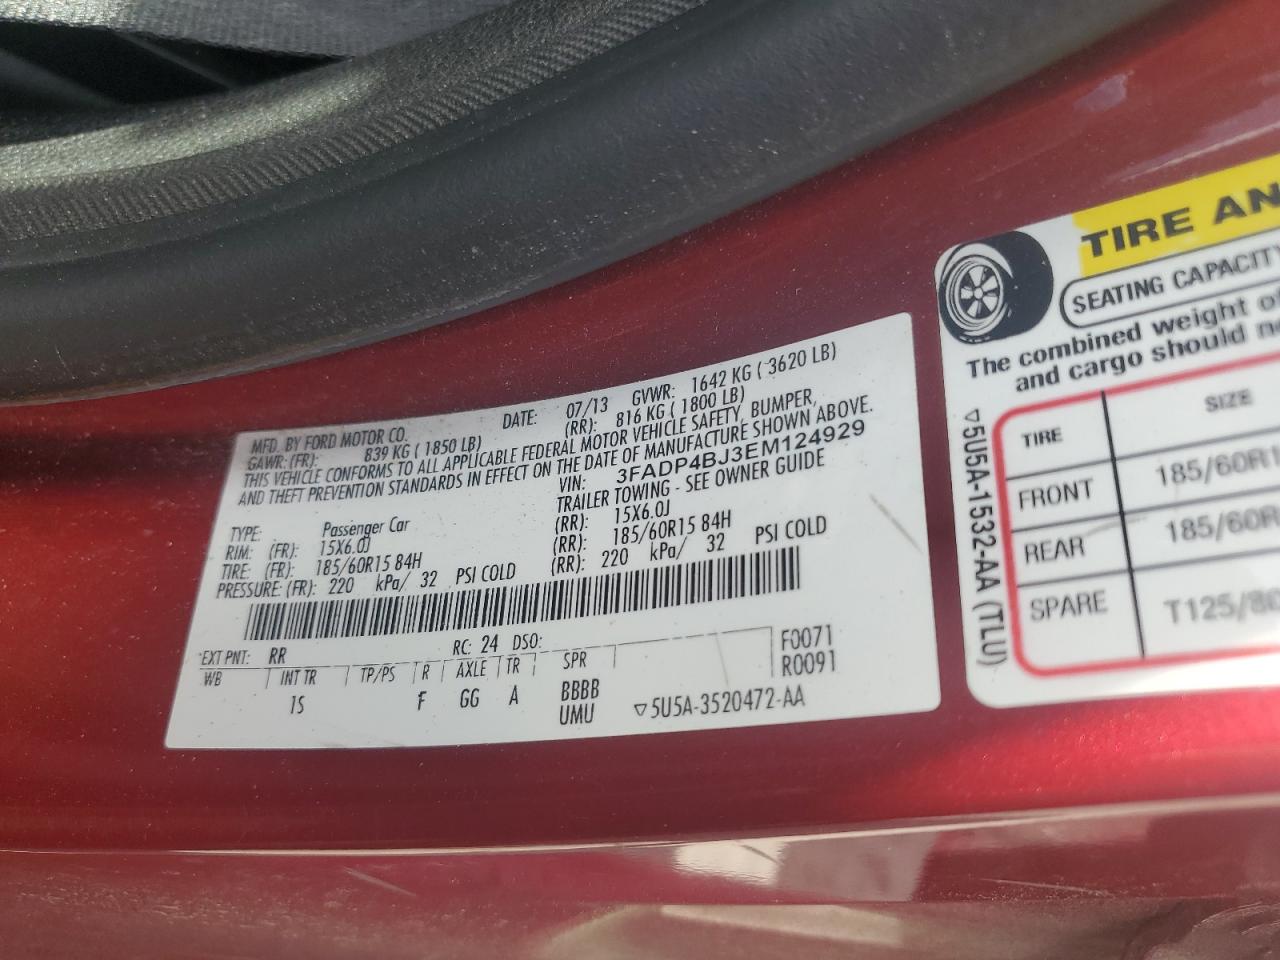 MFD. BY FORD MOTOR CO.
DATE: 07/13 GVWR: 1642 KG ( 3620 LB)
GAWR: (FR): 839 KG ( 1850 LB) (RR): 816 KG ( 1800 LB)
THIS VEHICLE CONFORMS TO ALL APPLICABLE FEDERAL MOTOR VEHICLE SAFETY, BUMPER,
AND THEFT PREVENTION STANDARDS IN EFFECT ON THE DATE OF MANUFACTURE SHOWN ABOVE.
VIN: 3FADP4BJ3EM124929
TYPE: Passenger Car TRAILER TOWING - SEE OWNER GUIDE
RIM: (FR): 15X6.0J (RR): 15X6.0J
TIRE: (FR): 185/60R15 84H (RR): 185/60R15 84H
PRESSURE: (FR): 220 kPa/ 32 PSI COLD (RR): 220 kPa/ 32 PSI COLD
EXT PNT: RR RC: 24 DSO: F0071
WB INT TR TP/PS R AXLE TR SPR R0091
1S F GG A BBBB
UMU ▽5U5A-3520472-AA
TIRE AN
SEATING CAPACITY
The combined weight of
and cargo should
TIRE SIZE
FRONT 185/60R1
REAR 185/60R
SPARE T125/80
▽5U5A-1532-AA (TLU)